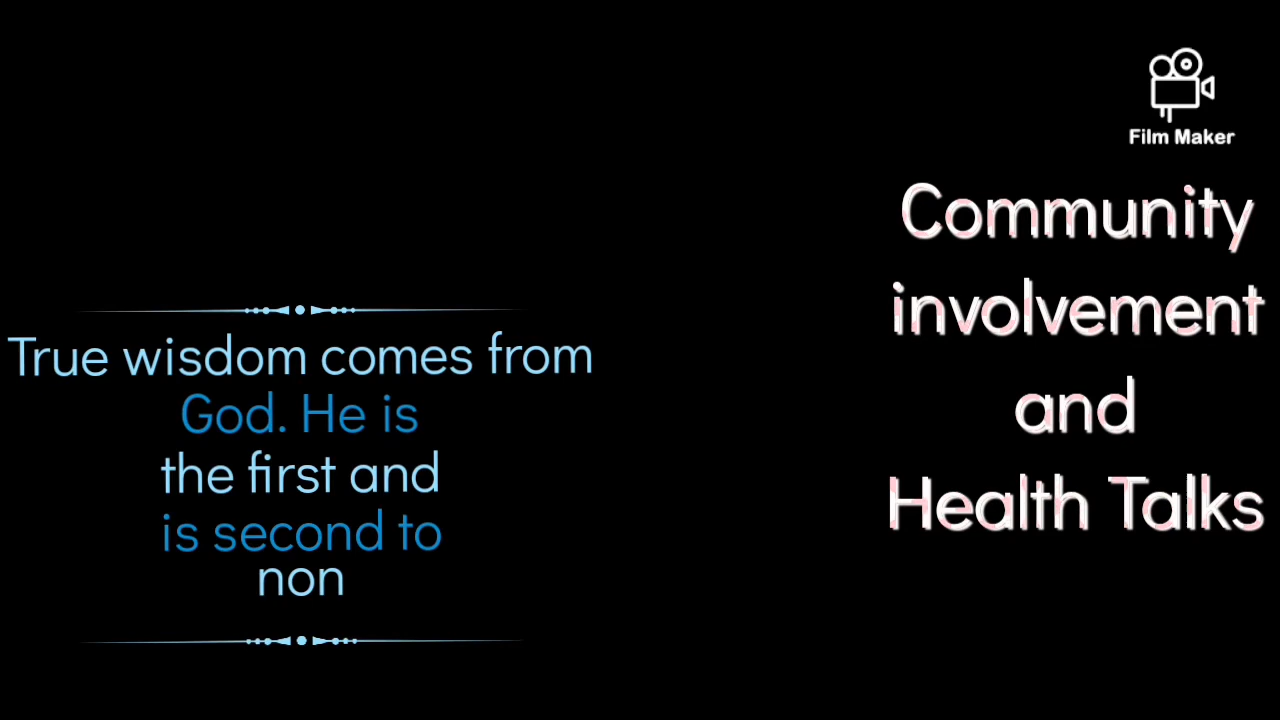 Film Maker
Community
involvement
and
Health Talks
True wisdom comes from
God. He is
the first and
is second to
non